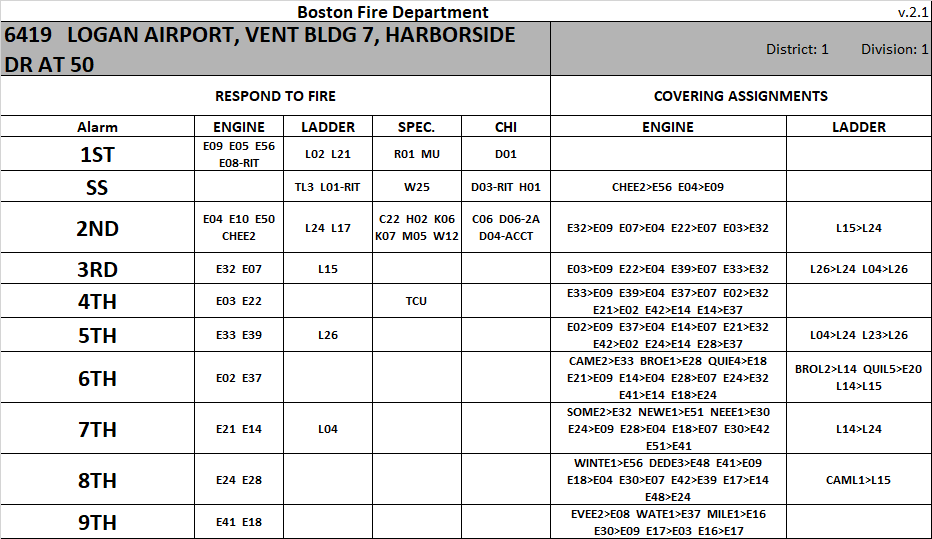 Boston Fire Department v.2.1
6419 LOGAN AIRPORT, VENT BLDG 7, HARBORSIDE
DR AT 50
District: 1 Division: 1
RESPOND TO FIRE COVERING ASSIGNMENTS
Alarm ENGINE LADDER SPEC. CHI ENGINE LADDER
1ST
E09 E05 E56
E08-RIT
L02 L21
R01 MU
D01
SS
TL3 L01-RIT
W25
D03-RIT H01
CHEE2>E56 E04>E09
2ND
E04 E10 E50
CHEE2
L24 L17
C22 H02 K06
K07 M05 W12
C06 D06-2A
D04-ACCT
E32>E09 E07>E04 E22>E07 E03>E32
L15>L24
3RD
E32 E07
L15
E03>E09 E22>E04 E39>E07 E33>E32
L26>L24 L04>L26
4TH
E03 E22
TCU
E33>E09 E39>E04 E37>E07 E02>E32
E21>E02 E42>E14 E14>E37
5TH
E33 E39
L26
E02>E09 E37>E04 E14>E07 E21>E32
E42>E02 E24>E14 E28>E37
L04>L24 L23>L26
6TH
E02 E37
CAME2>E33 BROE1>E28 QUIE4>E18
E21>E09 E14>E04 E28>E07 E24>E32
E41>E14 E18>E24
BROL2>L14 QUIL5>E20
L14>L15
7TH
E21 E14
L04
SOME2>E32 NEWE1>E51 NEEE1>E30
E24>E09 E28>E04 E18>E07 E30>E42
E51>E41
L14>L24
8TH
E24 E28
WINTE1>E56 DEDE3>E48 E41>E09
E18>E04 E30>E07 E42>E39 E17>E14
E48>E24
CAML1>L15
9TH
E41 E18
EVEE2>E08 WATE1>E37 MILE1>E16
E30>E09 E17>E03 E16>E17